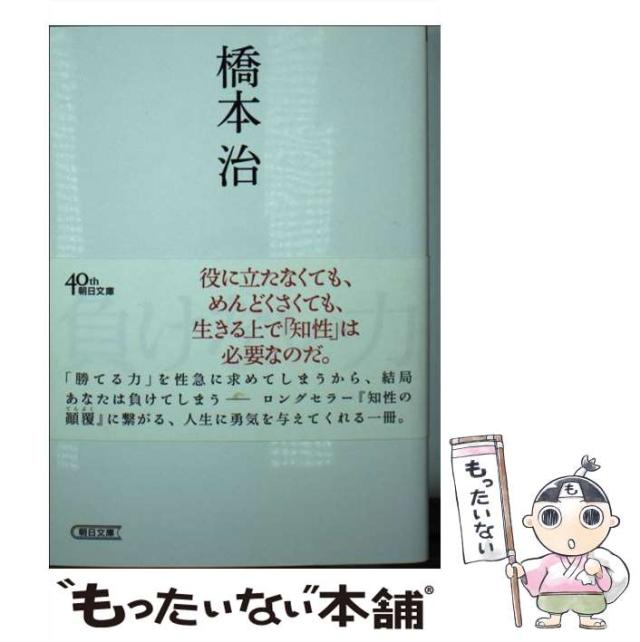 橋本治
40th
朝日文庫
役に立たなくても、
めんどくさくても、
生きる上で「知性」は
必要なのだ。
「勝てる力」を性急に求めてしまうから、結局
あなたは負けてしまう── ロングセラー『知性の
顚覆』に繋がる、人生に勇気を与えてくれる一冊。
てんぷく
朝日文庫
も
もったいない
"もったいない本舗®